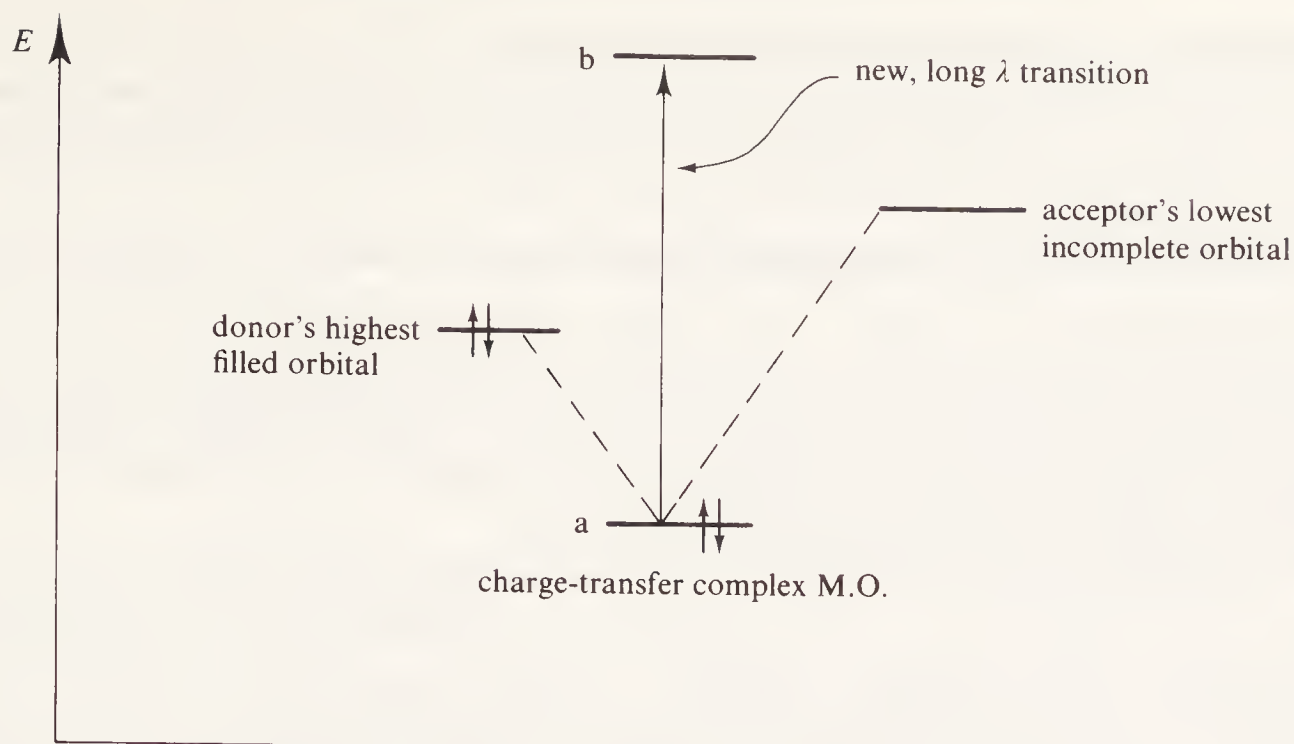 E
b
new, long λ transition
acceptor's lowest
incomplete orbital
donor's highest
filled orbital
a
charge-transfer complex M.O.